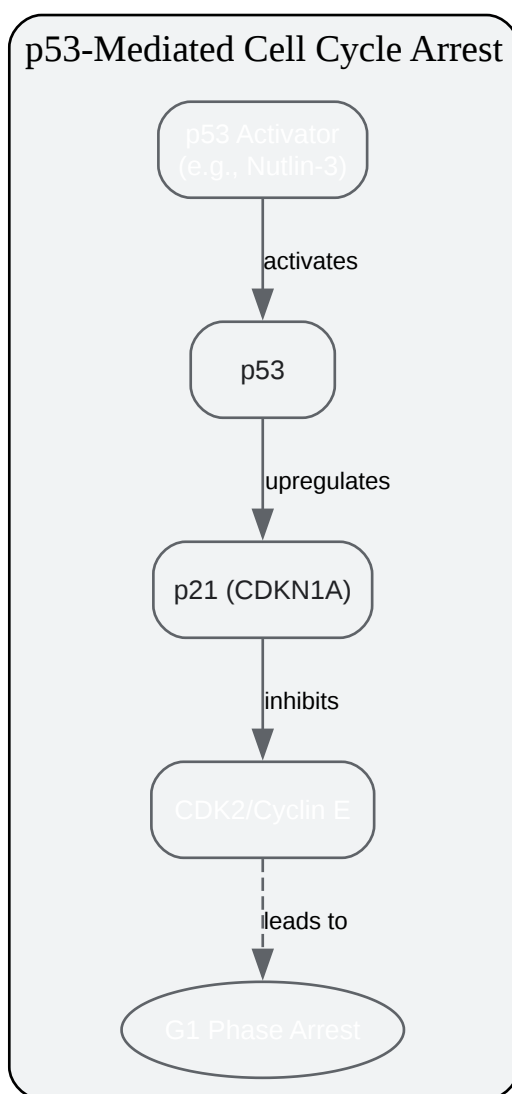 p53-Mediated Cell Cycle Arrest
p53 Activator
(e.g., Nutlin-3)
activates
p53
upregulates
p21 (CDKN1A)
inhibits
CDK2/Cyclin E
leads to
G1 Phase Arrest